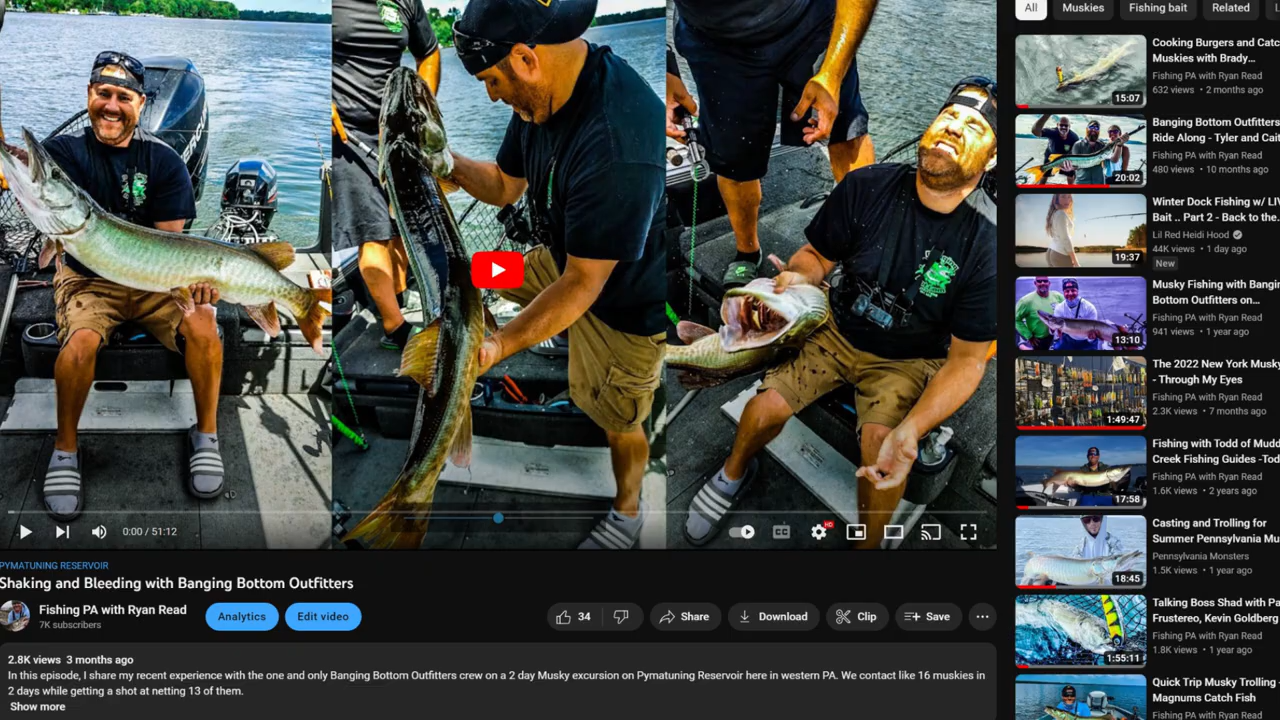 All
Muskies
Fishing bait
Related
Cooking Burgers and Catc
Muskies with Brady...
Fishing PA with Ryan Read
632 views • 2 months ago
15:07
Banging Bottom Outfitters
Ride Along - Tyler and Cait
Fishing PA with Ryan Read
480 views • 10 months ago
20:02
Winter Dock Fishing w/ LIV
Bait .. Part 2 - Back to the
Lil Red Heidi Hood
44K views • 1 day ago
New
19:37
Musky Fishing with Bangin
Bottom Outfitters on...
Fishing PA with Ryan Read
941 views • 1 year ago
13:10
The 2022 New York Musky
- Through My Eyes
Fishing PA with Ryan Read
2.3K views • 7 months ago
1:49:47
Fishing with Todd of Mudd
Creek Fishing Guides -Tod
Fishing PA with Ryan Read
1.6K views • 2 years ago
17:58
Casting and Trolling for
Summer Pennsylvania Mu
Pennsylvania Monsters
1.5K views • 1 year ago
18:45
Talking Boss Shad with Pa
Frustereo, Kevin Goldberg
Fishing PA with Ryan Read
1.8K views • 1 year ago
1:55:11
Quick Trip Musky Trolling -
Magnums Catch Fish
Fishing PA with Ryan Read
0:00 / 51:12
CC
HD
PYMATUNING RESERVOIR
Shaking and Bleeding with Banging Bottom Outfitters
Fishing PA with Ryan Read
7K subscribers
Analytics
Edit video
34
Share
Download
Clip
Save
2.8K views 3 months ago
In this episode, I share my recent experience with the one and only Banging Bottom Outfitters crew on a 2 day Musky excursion on Pymatuning Reservoir here in western PA. We contact like 16 muskies in
2 days while getting a shot at netting 13 of them.
Show more